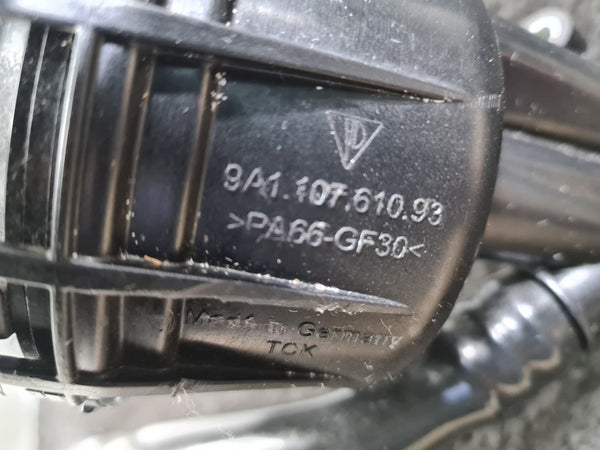 9A1.107.610.93
>PA66-GF30<
Made in Germany
TCK